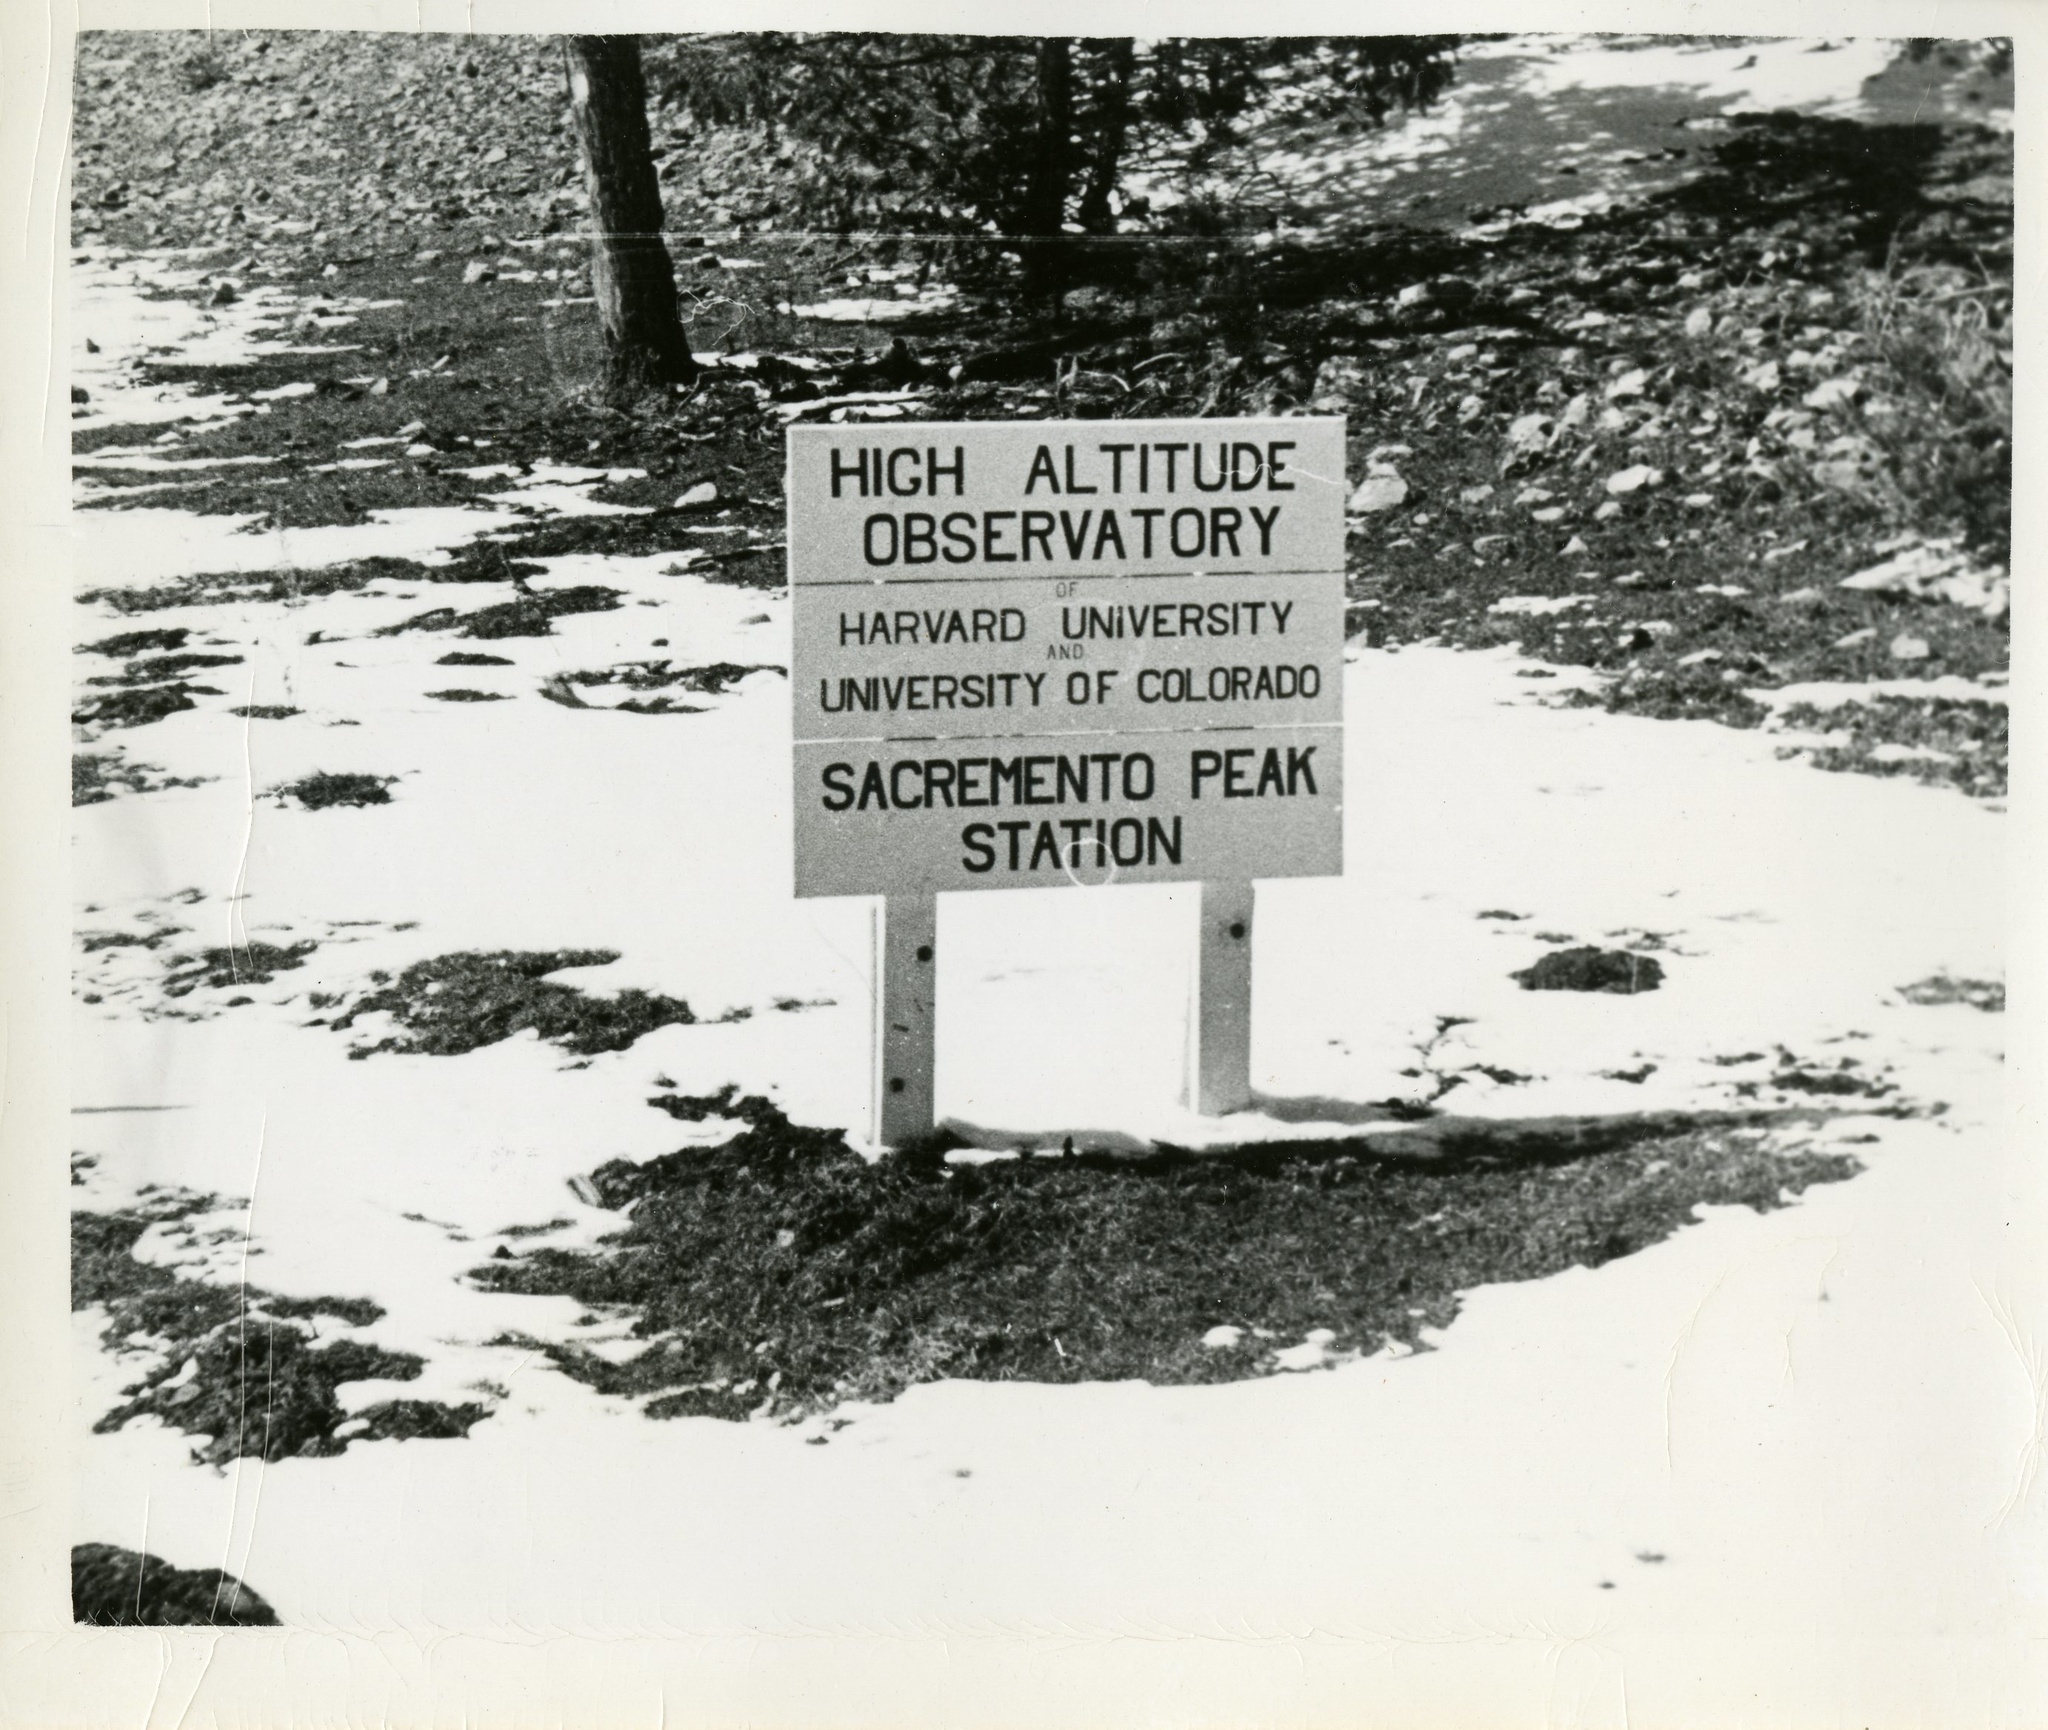 HIGH ALTITUDE
OBSERVATORY
OF
HARVARD UNIVERSITY
AND
UNIVERSITY OF COLORADO
SACREMENTO PEAK
STATION